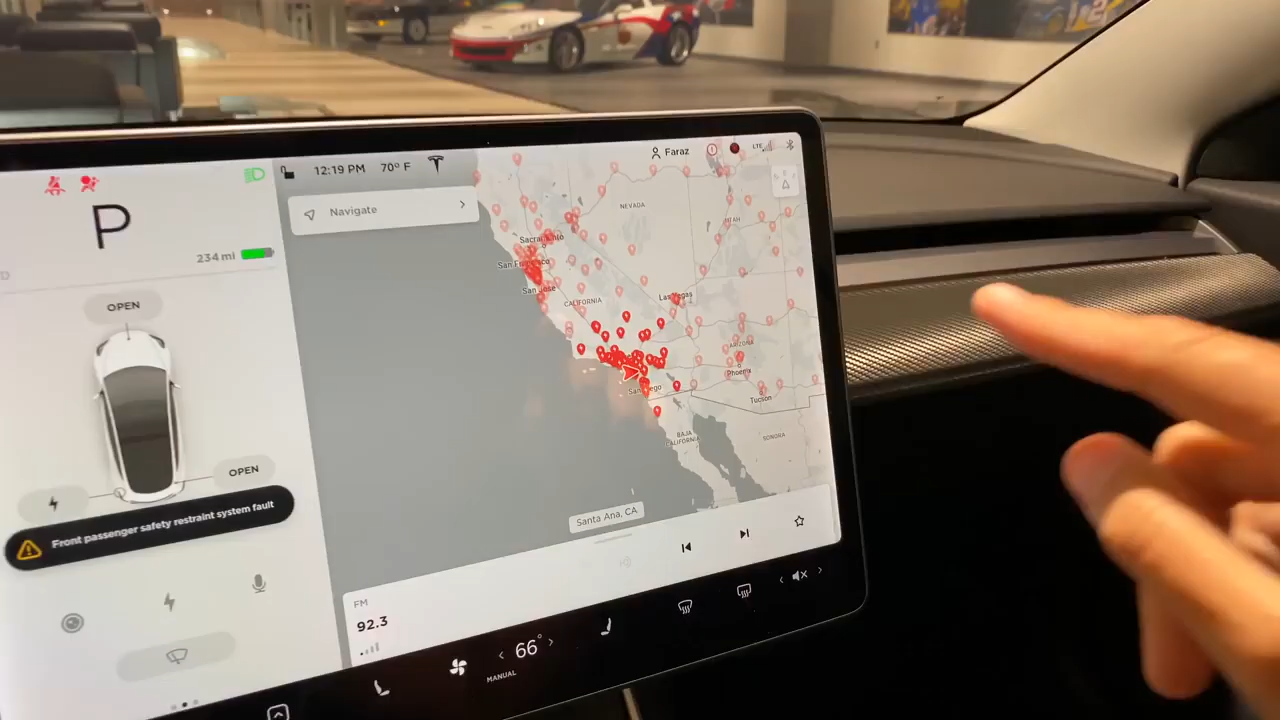 12:19 PM 70° F
Faraz
LTE
P
234 mi
Navigate
NEVADA
UTAH
Sacramento
San Francisco
San Jose
CALIFORNIA
Las Vegas
ARIZONA
Phoenix
San Diego
Tucson
BAJA
CALIFORNIA
SONORA
OPEN
OPEN
Front passenger safety restraint system fault
Santa Ana, CA
FM
92.3
66°
MANUAL